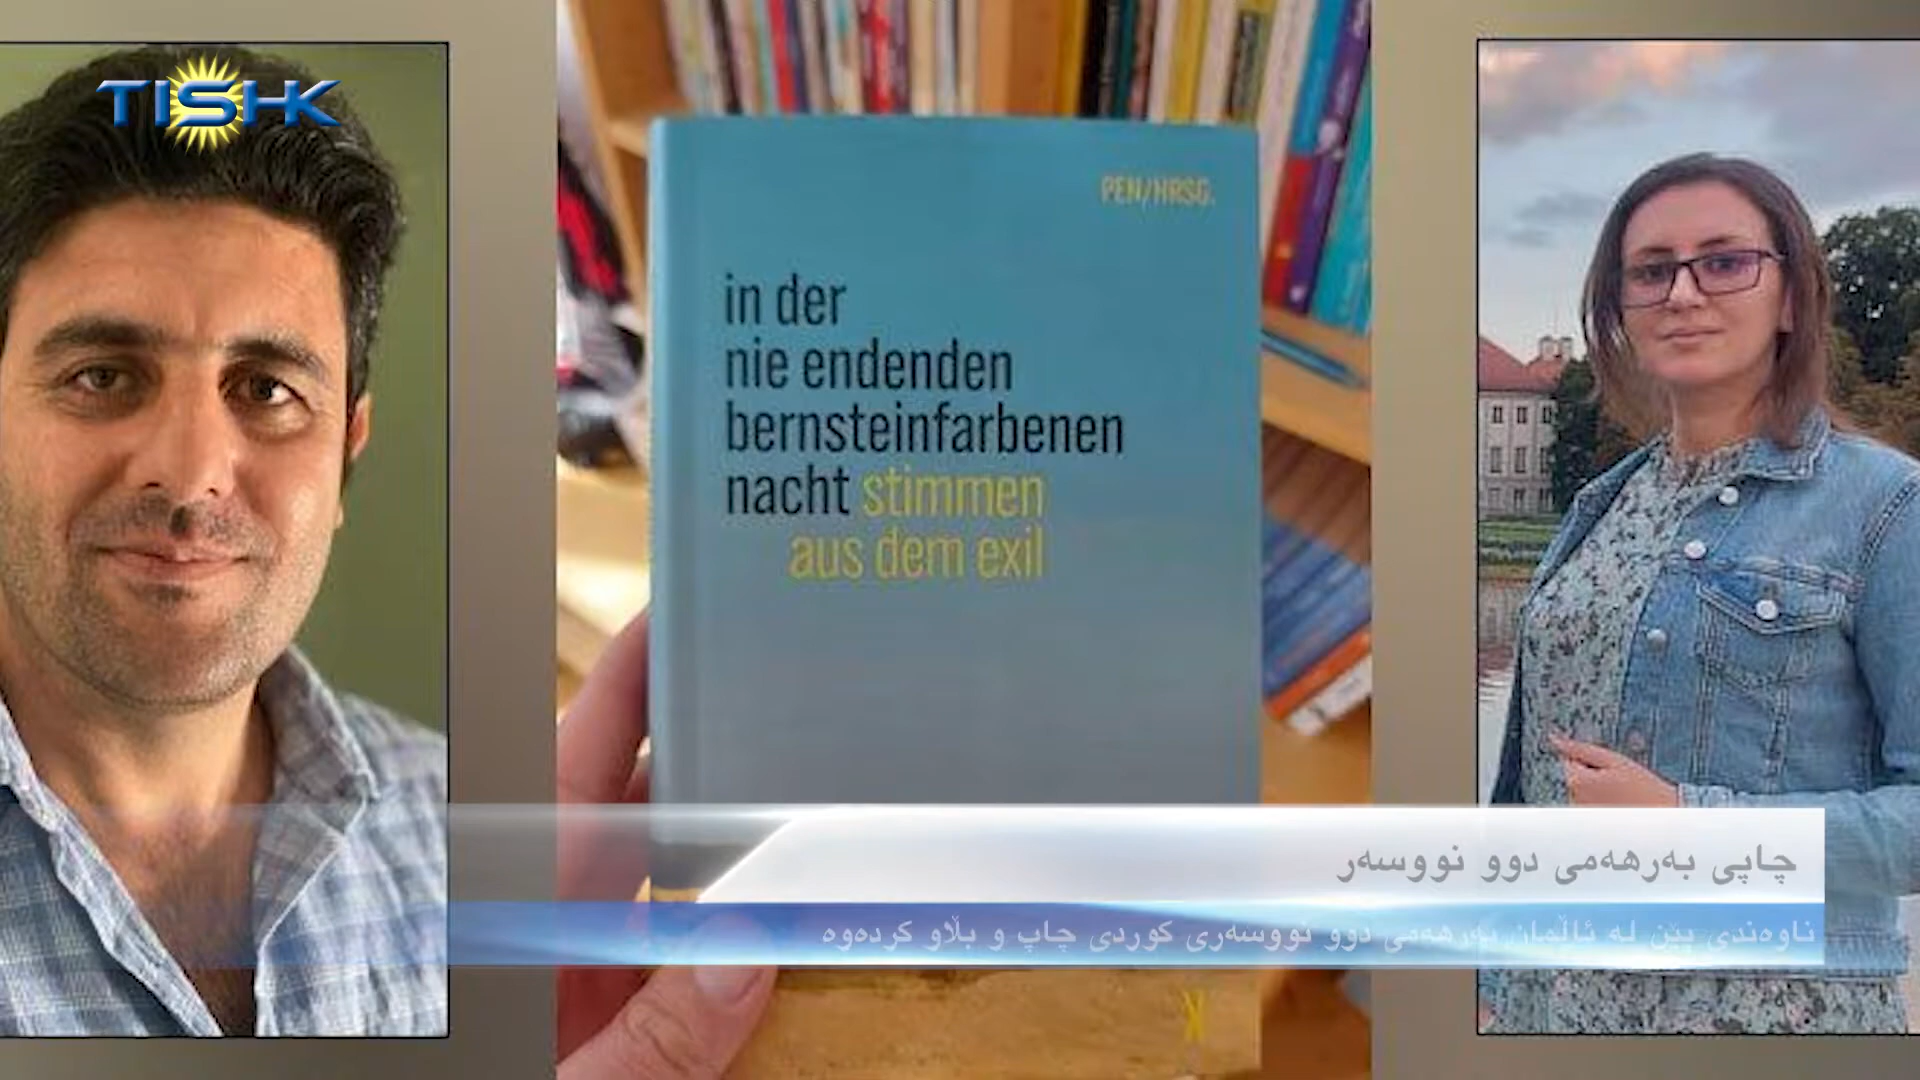 TISHK
PEN/HRSG.
in der
nie endenden
bernsteinfarbenen
nacht stimmen
aus dem exil
چاپی بەرهەمی دوو نووسەر
ناوەندی پێن لە ئاڵمان بەرهەمی دوو نووسەری کوردی چاپ و بڵاو کردەوە